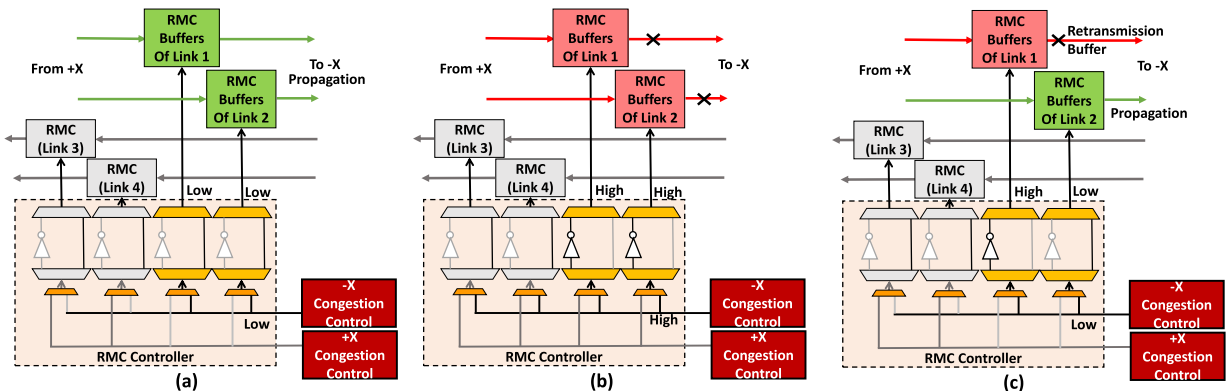 RMC
Buffers
Of Link 1
From +X
To -X
Propagation
RMC
Buffers
Of Link 2
RMC
(Link 3)
RMC
(Link 4)
Low
Low
Low
-X
Congestion
Control
+X
Congestion
Control
RMC Controller
(a)
RMC
Buffers
Of Link 1
From +X
To -X
RMC
Buffers
Of Link 2
RMC
(Link 3)
RMC
(Link 4)
High
High
High
-X
Congestion
Control
+X
Congestion
Control
RMC Controller
(b)
RMC
Buffers
Of Link 1
Retransmission
Buffer
From +X
To -X
RMC
Buffers
Of Link 2
Propagation
RMC
(Link 3)
RMC
(Link 4)
High
Low
Low
-X
Congestion
Control
+X
Congestion
Control
RMC Controller
(c)